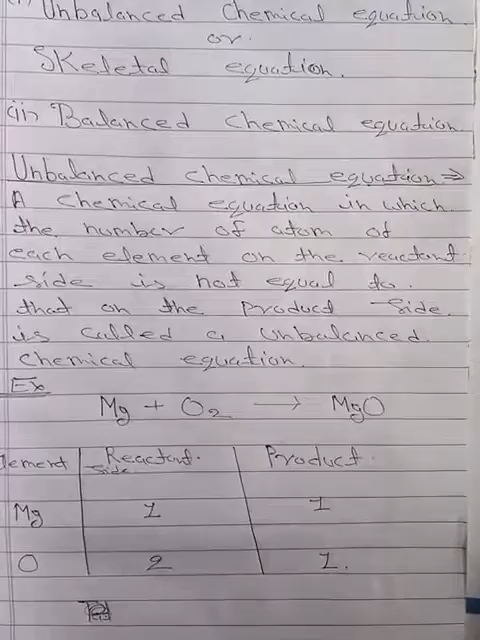 (i) Unbalanced Chemical equation
or
Skeletal equation.
(ii) Balanced Chemical equation
Unbalanced chemical equation ⇒
A chemical equation in which
the number of atom of
each element on the reactant
side is not equal to.
that on the Product side.
is called a unbalanced.
Chemical equation.
Ex
Mg + O₂ → MgO
lement Reactant. Product.
side
Mg 1 1
O 2 1.